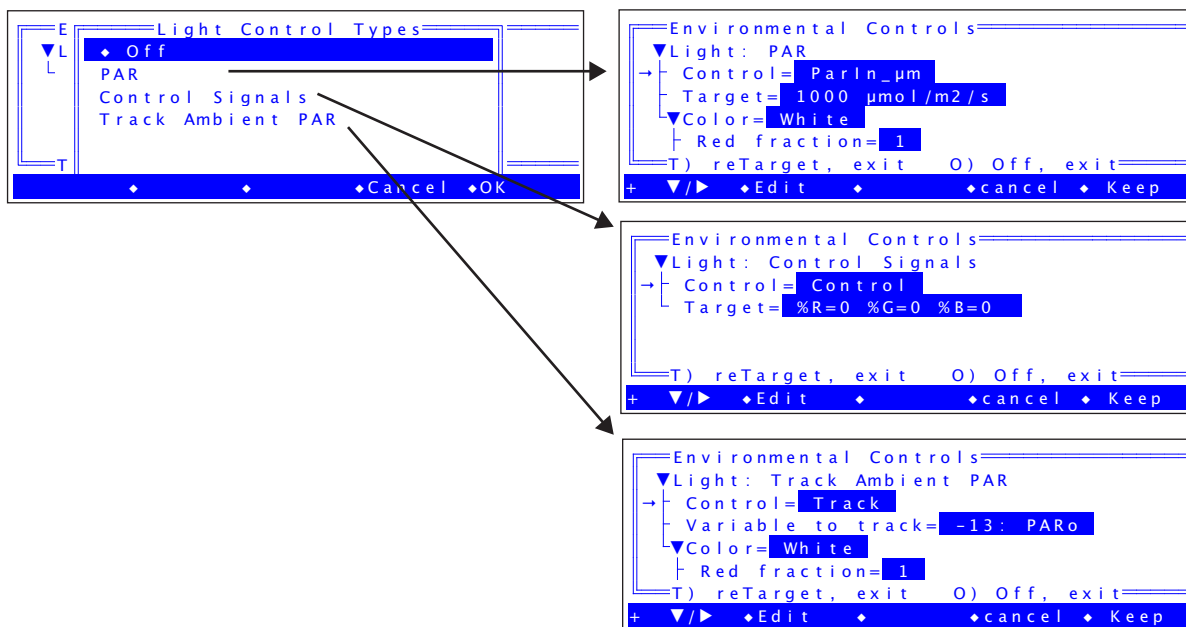 E Light Control Types
▼L ◆ Off
PAR
Control Signals
Track Ambient PAR
T
◆ ◆ ◆Cancel ◆OK
Environmental Controls
▼Light: PAR
→ Control= ParIn_µm
Target= 1000 µmol/m2/s
▼Color= White
Red fraction= 1
T) reTarget, exit O) Off, exit
+ ▼/▶ ◆Edit ◆ ◆cancel ◆ Keep
Environmental Controls
▼Light: Control Signals
→ Control= Control
Target= %R=0 %G=0 %B=0
T) reTarget, exit O) Off, exit
+ ▼/▶ ◆Edit ◆ ◆cancel ◆ Keep
Environmental Controls
▼Light: Track Ambient PAR
→ Control= Track
Variable to track= -13: PARo
▼Color= White
Red fraction= 1
T) reTarget, exit O) Off, exit
+ ▼/▶ ◆Edit ◆ ◆cancel ◆ Keep